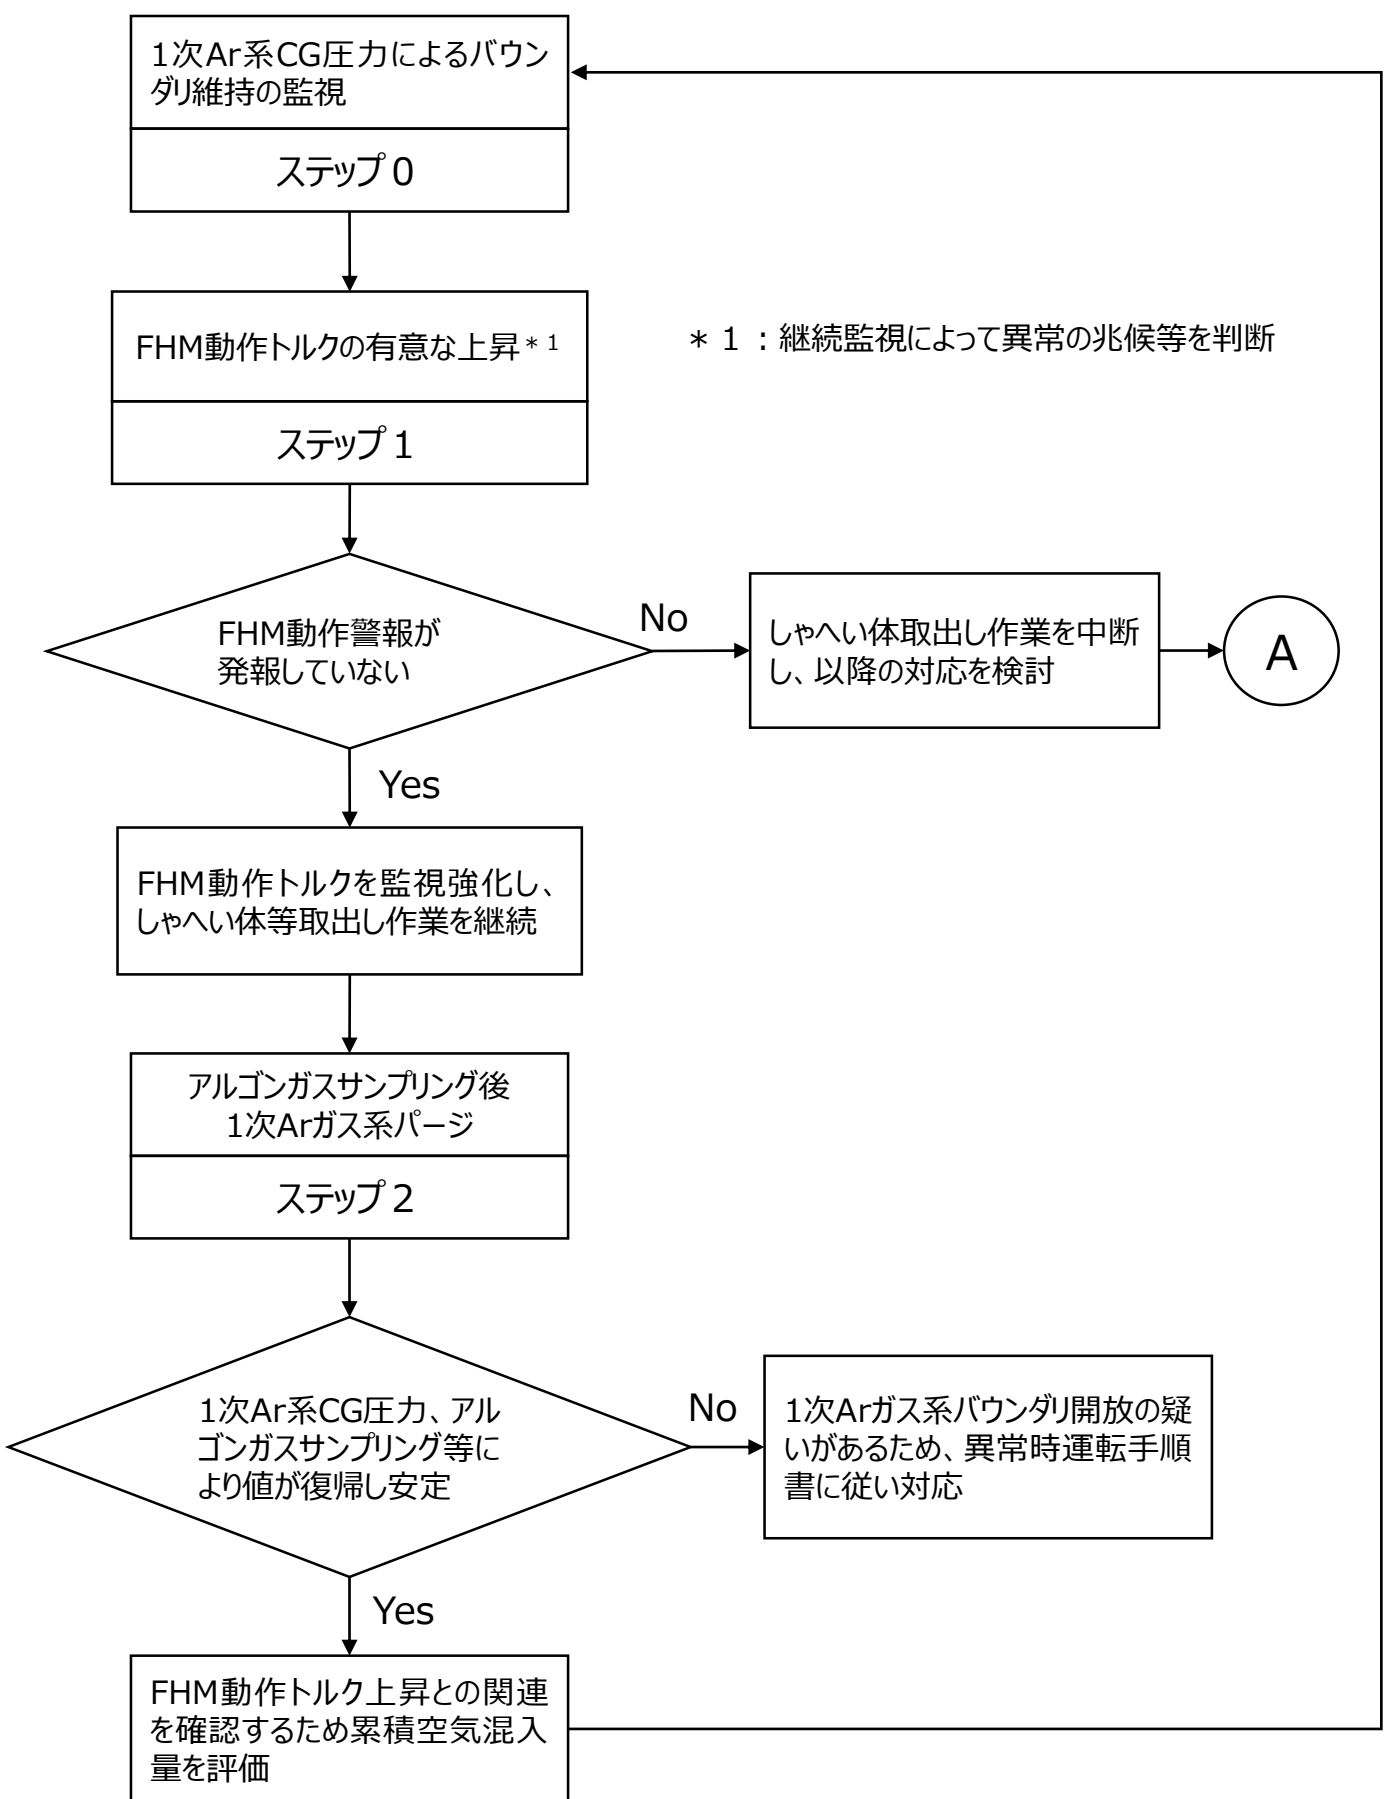 1次Ar系CG圧力によるバウン
ダリ維持の監視
ステップ0
FHM動作トルクの有意な上昇＊1
＊1：継続監視によって異常の兆候等を判断
ステップ1
FHM動作警報が
発報していない
No
しゃへい体取出し作業を中断
し、以降の対応を検討
A
Yes
FHM動作トルクを監視強化し、
しゃへい体等取出し作業を継続
アルゴンガスサンプリング後
1次Arガス系パージ
ステップ2
1次Ar系CG圧力、アル
ゴンガスサンプリング等に
より値が復帰し安定
No
1次Arガス系バウンダリ開放の疑
いがあるため、異常時運転手順
書に従い対応
Yes
FHM動作トルク上昇との関連
を確認するため累積空気混入
量を評価